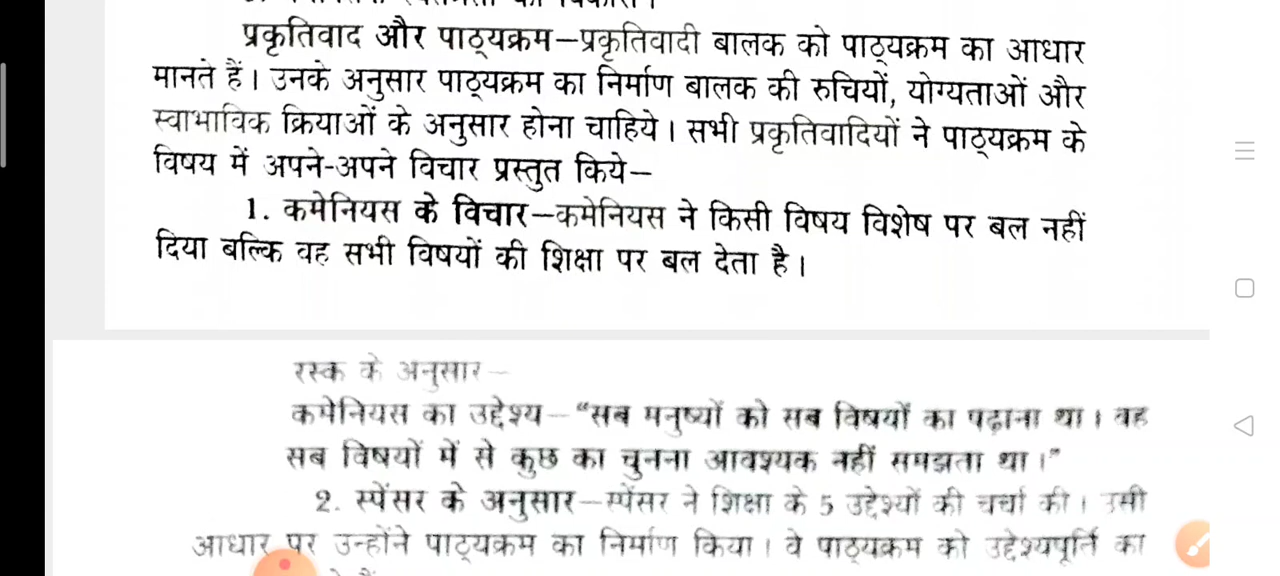 प्रकृतिवाद और पाठ्यक्रम–प्रकृतिवादी बालक को पाठ्यक्रम का आधार
मानते हैं। उनके अनुसार पाठ्यक्रम का निर्माण बालक की रुचियों, योग्यताओं और
स्वाभाविक क्रियाओं के अनुसार होना चाहिये। सभी प्रकृतिवादियों ने पाठ्यक्रम के
विषय में अपने-अपने विचार प्रस्तुत किये–
1. कमेनियस के विचार–कमेनियस ने किसी विषय विशेष पर बल नहीं
दिया बल्कि वह सभी विषयों की शिक्षा पर बल देता है।
रस्क के अनुसार–
कमेनियस का उद्देश्य–“सब मनुष्यों को सब विषयों का पढ़ाना था। वह
सब विषयों में से कुछ का चुनना आवश्यक नहीं समझता था।”
2. स्पेंसर के अनुसार–स्पेंसर ने शिक्षा के 5 उद्देश्यों की चर्चा की। उसी
आधार पर उन्होंने पाठ्यक्रम का निर्माण किया। वे पाठ्यक्रम को उद्देश्यपूर्ति का